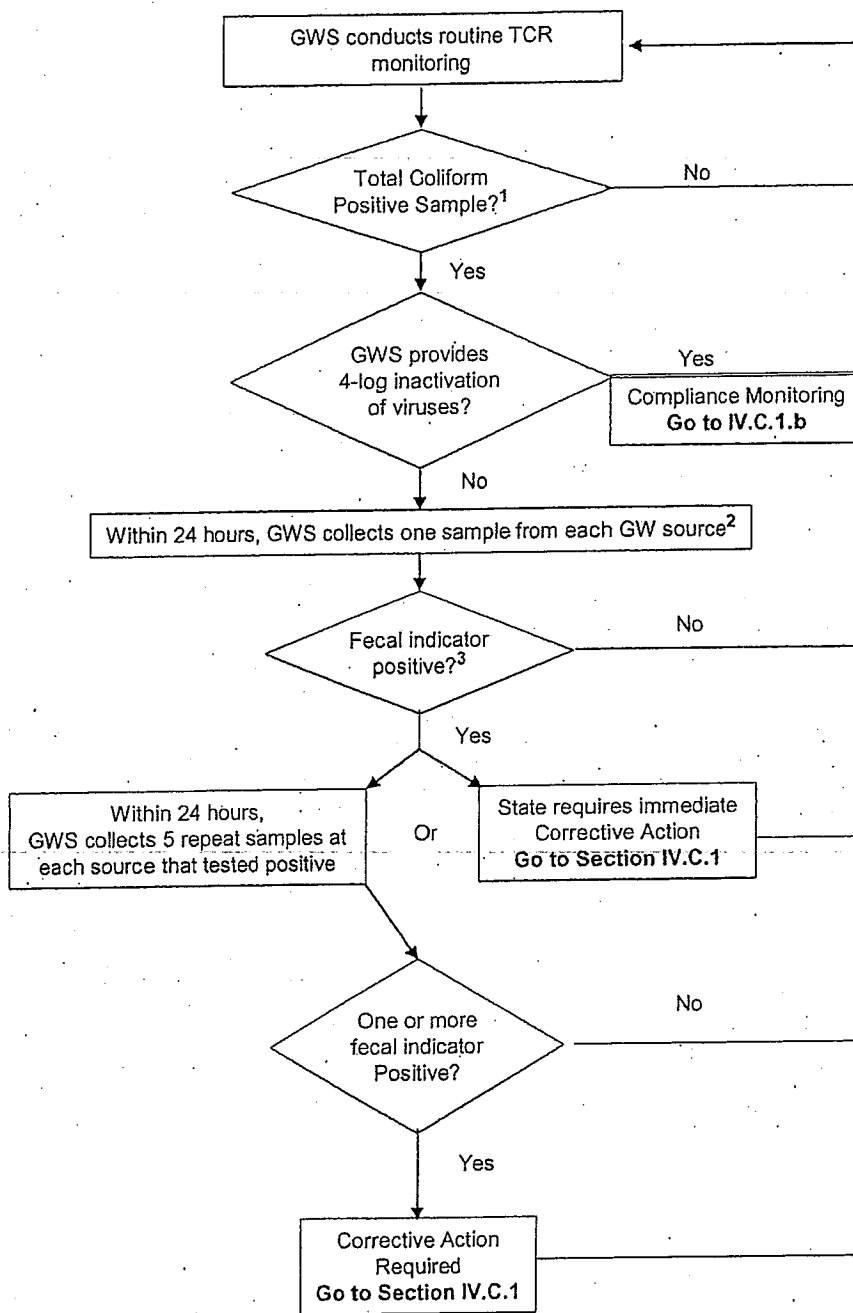 GWS conducts routine TCR
monitoring
Total Coliform
Positive Sample?1
No
Yes
GWS provides
4-log inactivation
of viruses?
Yes
Compliance Monitoring
Go to IV.C.1.b
No
Within 24 hours, GWS collects one sample from each GW source2
Fecal indicator
positive?3
No
Yes
Within 24 hours,
GWS collects 5 repeat samples at
each source that tested positive
Or
State requires immediate
Corrective Action
Go to Section IV.C.1
One or more
fecal indicator
Positive?
No
Yes
Corrective Action
Required
Go to Section IV.C.1